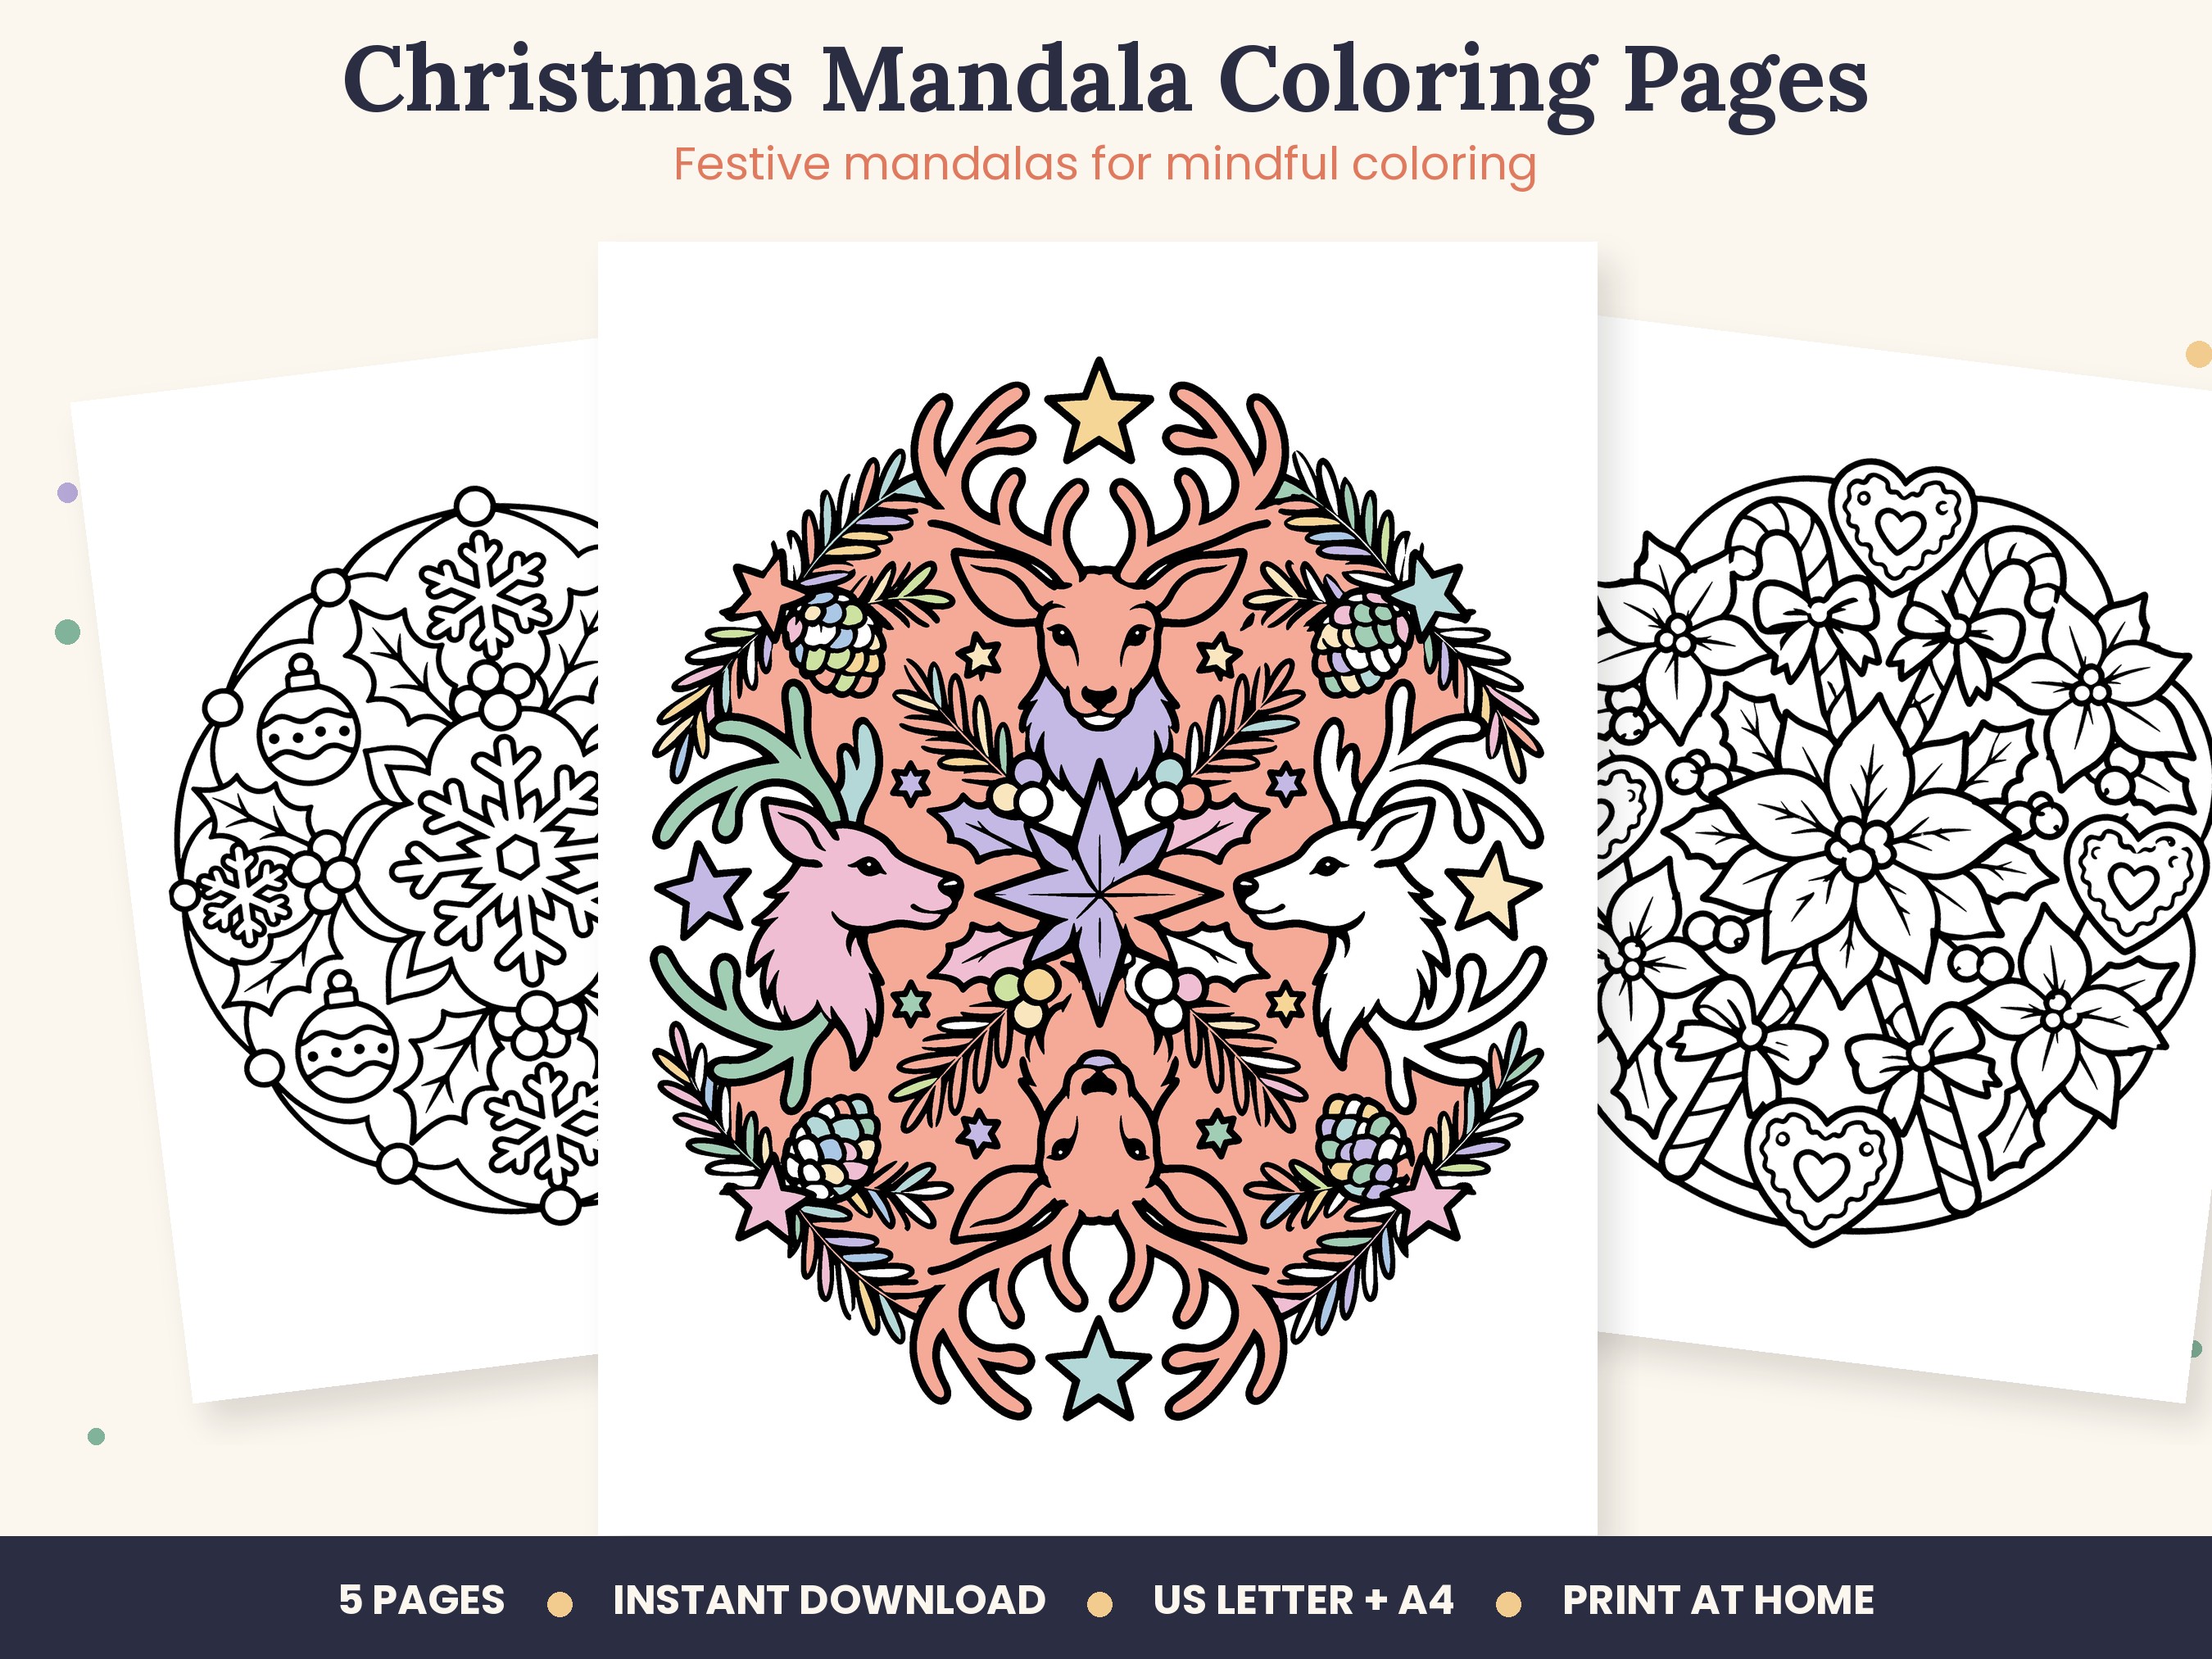 Christmas Mandala Coloring Pages
Festive mandalas for mindful coloring
5 PAGES ● INSTANT DOWNLOAD ● US LETTER + A4 ● PRINT AT HOME